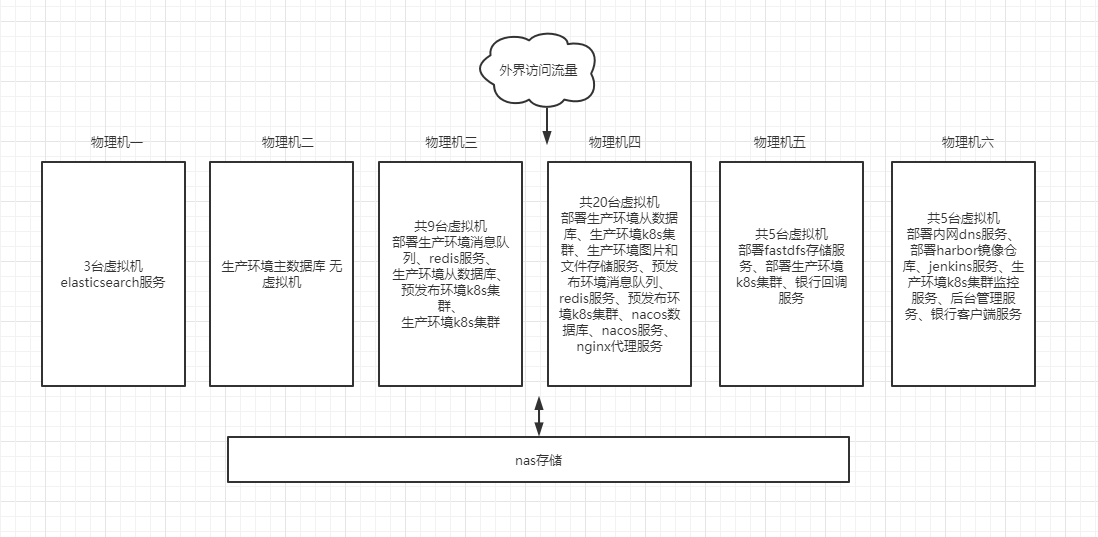 外界访问流量
物理机一
物理机二
物理机三
物理机四
物理机五
物理机六
3台虚拟机
elasticsearch服务
生产环境主数据库 无
虚拟机
共9台虚拟机
部署生产环境消息队
列、redis服务、
生产环境从数据库、
预发布环境k8s集
群、
生产环境k8s集群
共20台虚拟机
部署生产环境从数据
库、生产环境k8s集
群、生产环境图片和
文件存储服务、预发
布环境消息队列、
redis服务、预发布环
境k8s集群、nacos数
据库、nacos服务、
nginx代理服务
共5台虚拟机
部署fastdfs存储服
务、部署生产环境
k8s集群、银行回调
服务
共5台虚拟机
部署内网dns服务、
部署harbor镜像仓
库、jenkins服务、生
产环境k8s集群监控
服务、后台管理服
务、银行客户端服务
nas存储